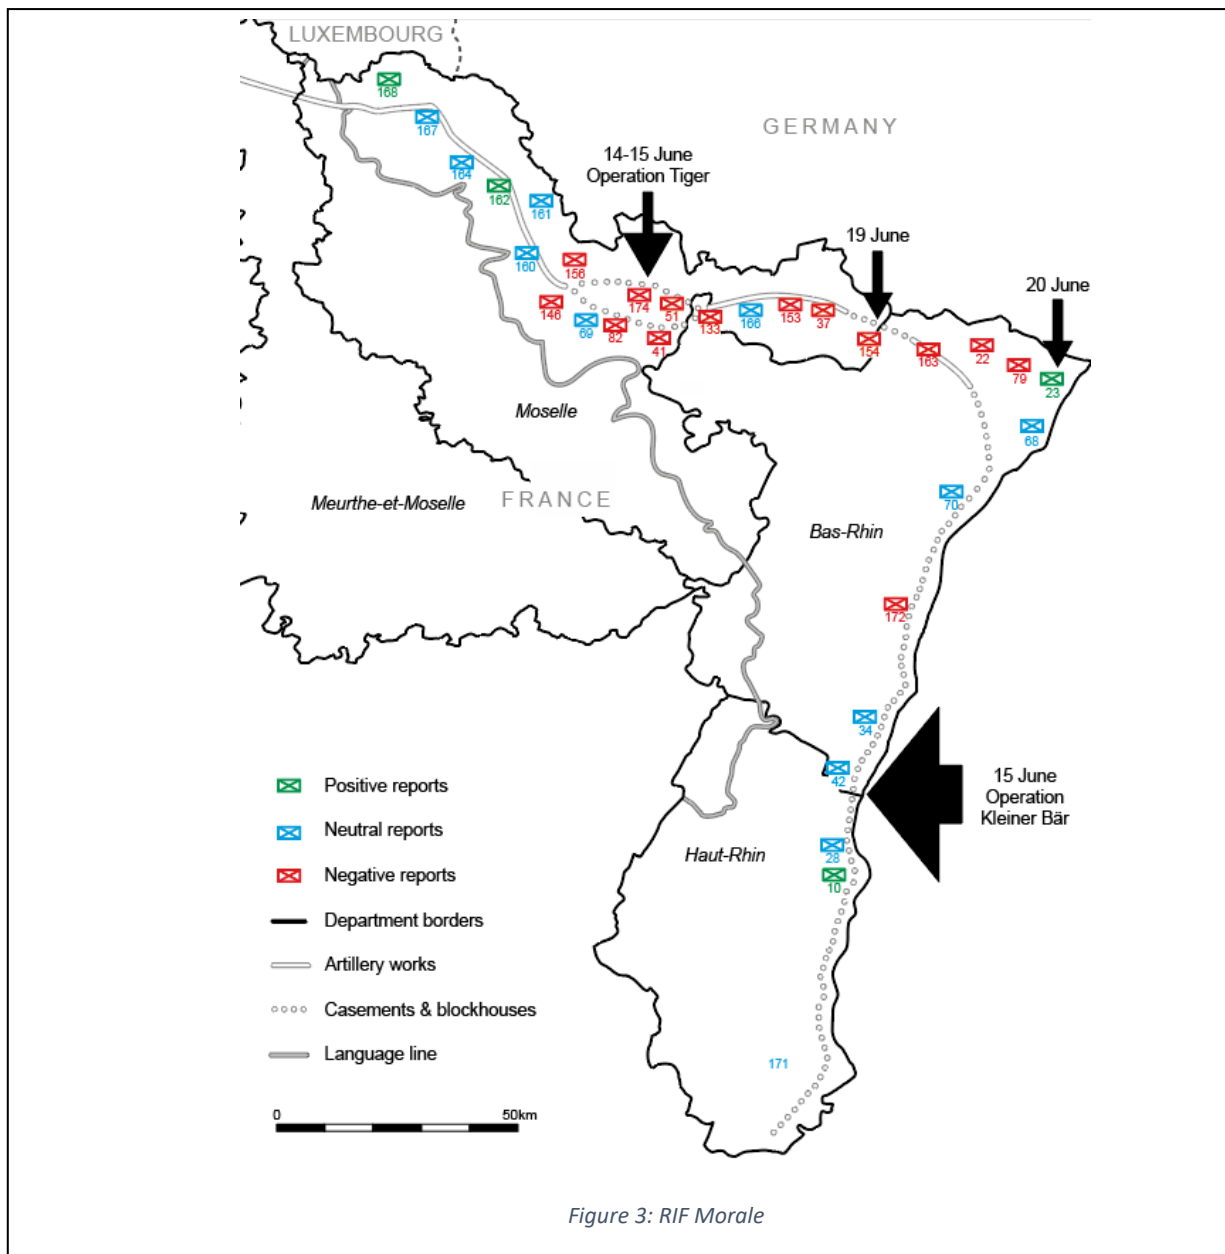 LUXEMBOURG
168
GERMANY
167
14-15 June
Operation Tiger
164
162
161
19 June
160
156
20 June
146
174
51
69
82
41
133
166
153
37
154
163
22
79
23
68
Moselle
Meurthe-et-Moselle
FRANCE
70
Bas-Rhin
172
34
42
15 June
Operation
Kleiner Bär
Positive reports
Neutral reports
Negative reports
Department borders
Artillery works
Casements & blockhouses
Language line
Haut-Rhin
28
10
171
0 50km
Figure 3: RIF Morale